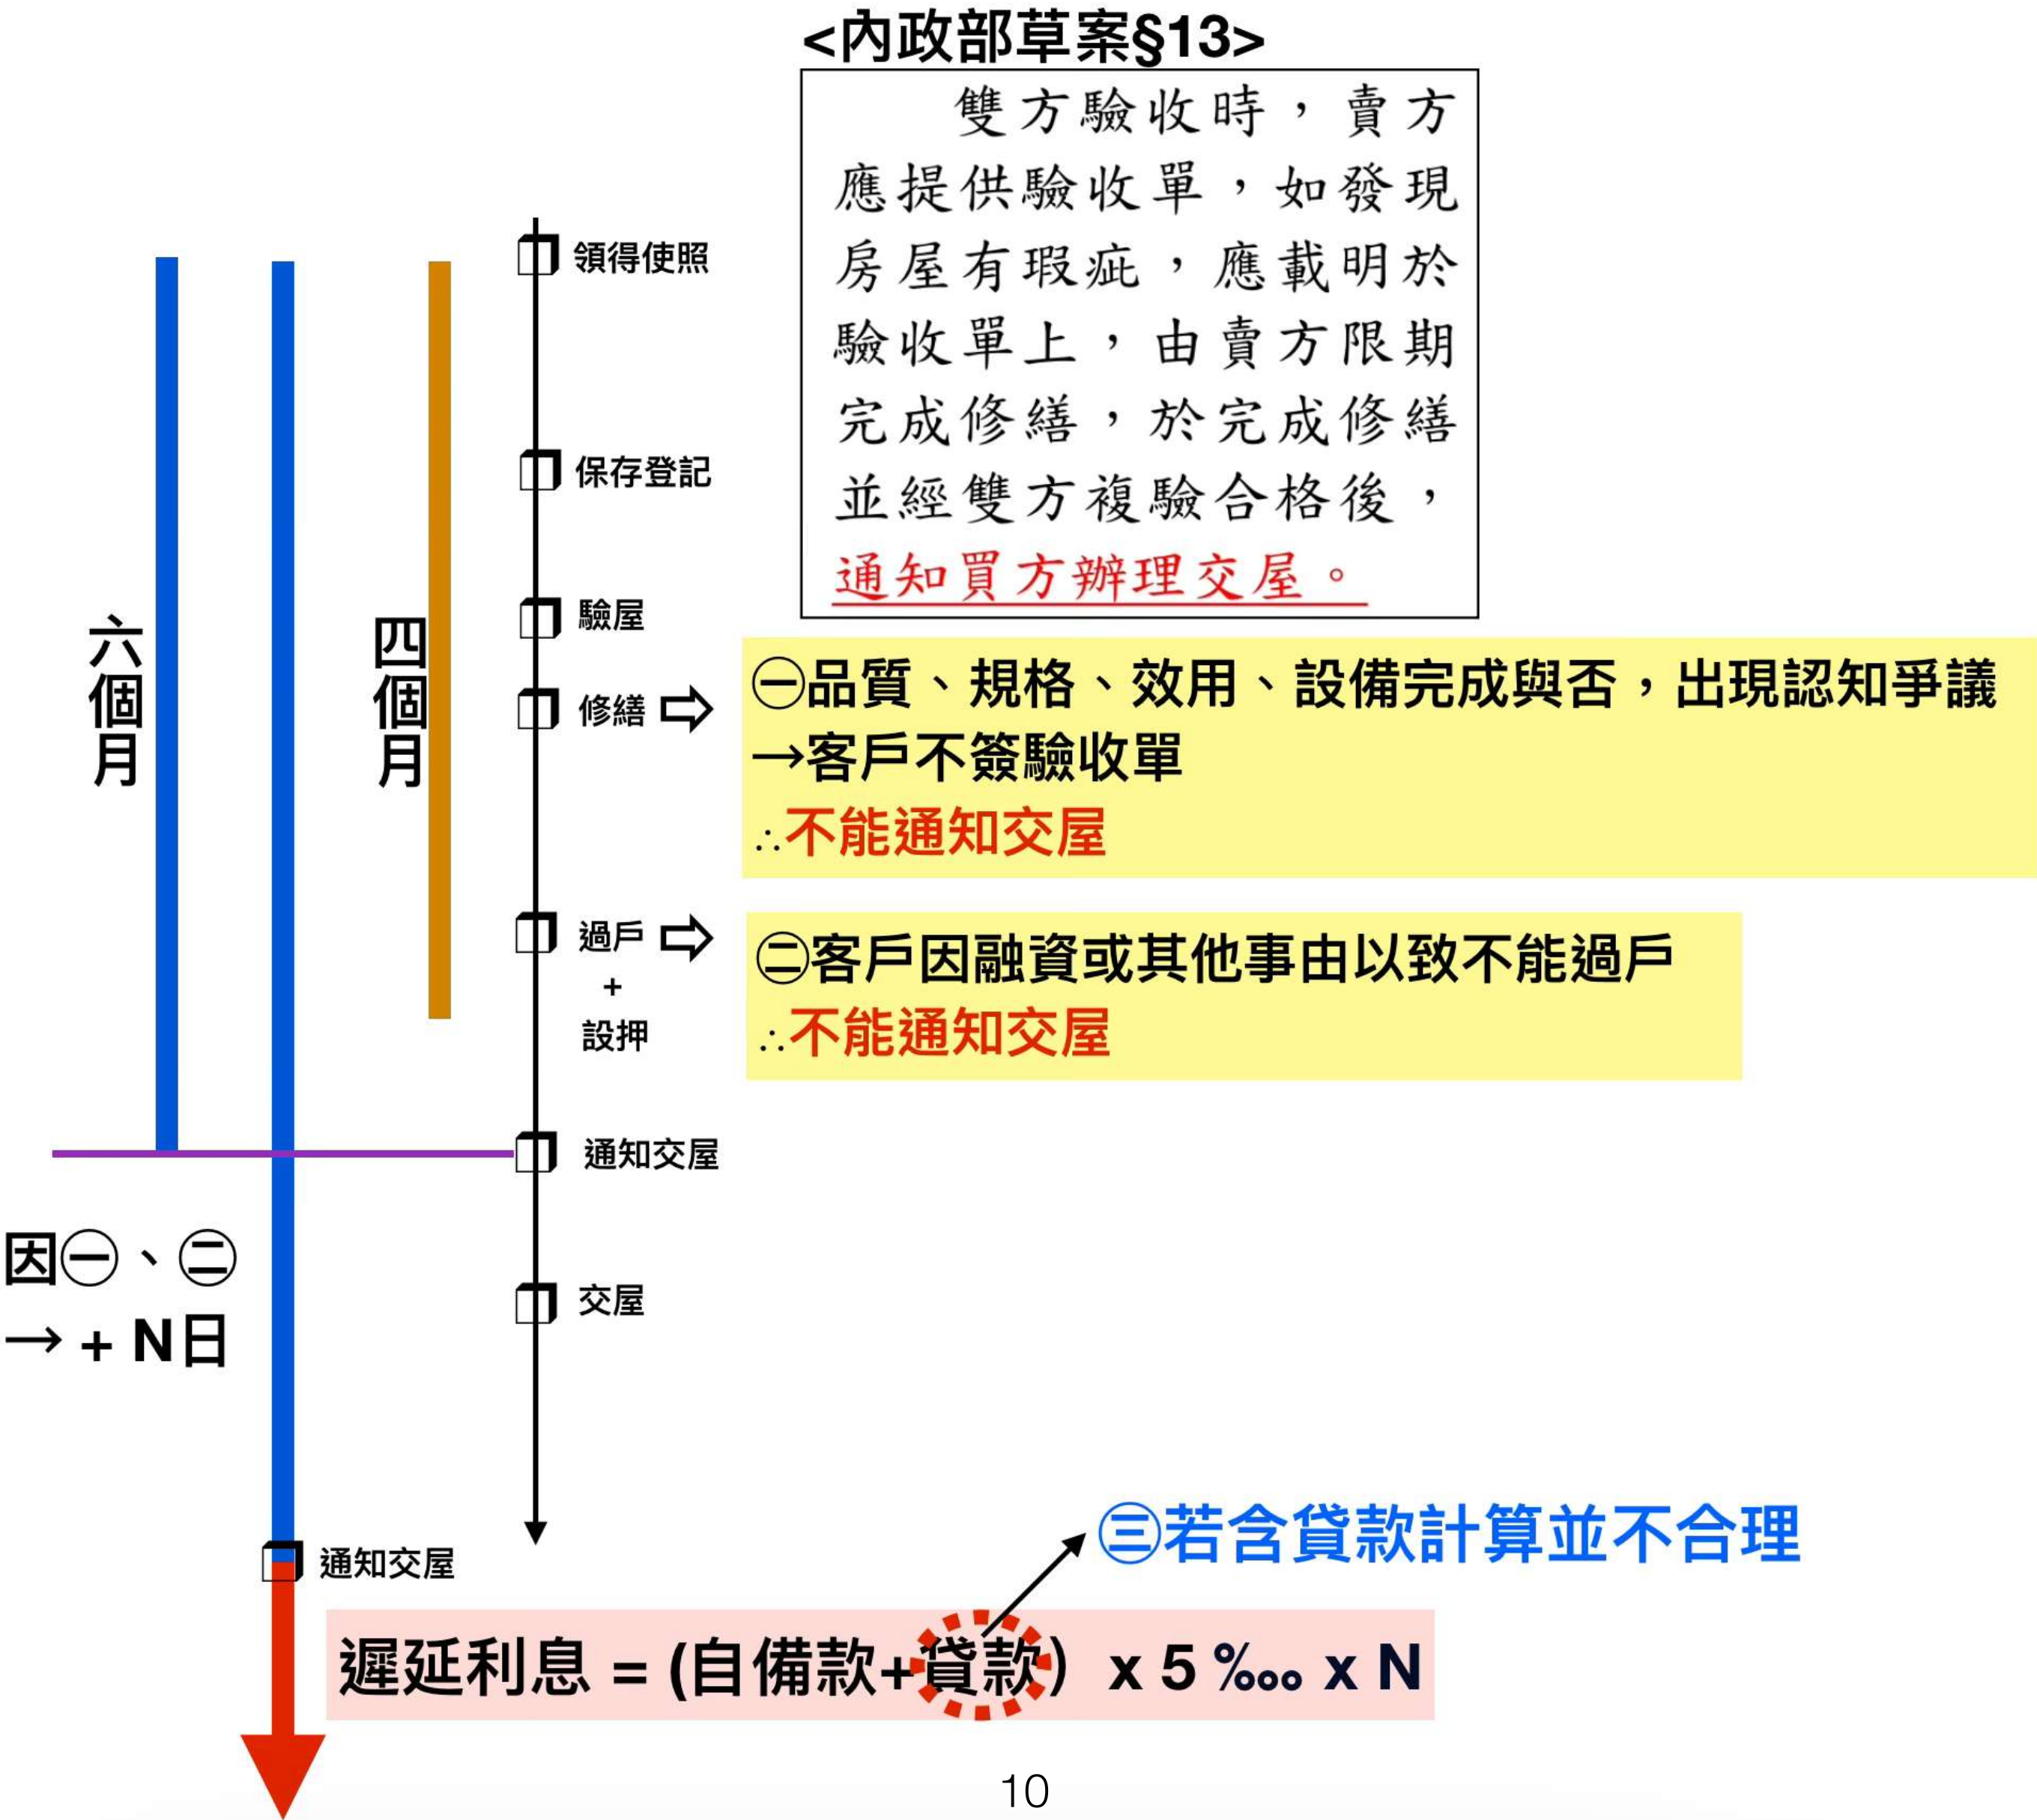 <內政部草案§13>
雙方驗收時，賣方
應提供驗收單，如發現
房屋有瑕疵，應載明於
驗收單上，由賣方限期
完成修繕，於完成修繕
並經雙方複驗合格後，
通知買方辦理交屋。
六個月
四個月
領得使照
保存登記
驗屋
修繕
㊀品質、規格、效用、設備完成與否，出現認知爭議
→客戶不簽驗收單
∴不能通知交屋
過戶
+
設押
㊁客戶因融資或其他事由以致不能過戶
∴不能通知交屋
通知交屋
因㊀、㊁
→ + N日
交屋
通知交屋
㊂若含貸款計算並不合理
遲延利息 = (自備款+貸款） x 5 ‱ x N
10